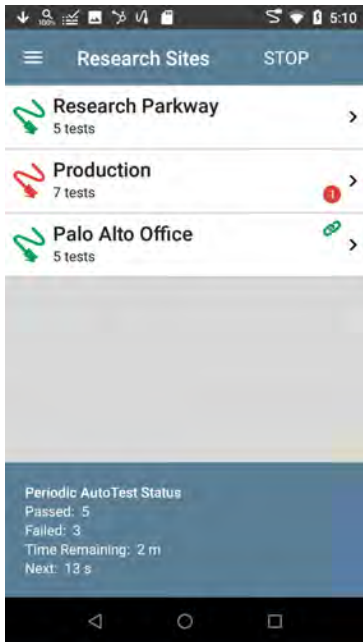 100%
5:10
Research Sites STOP
Research Parkway
5 tests
Production
7 tests
1
Palo Alto Office
5 tests
Periodic AutoTest Status
Passed: 5
Failed: 3
Time Remaining: 2 m
Next: 13 s